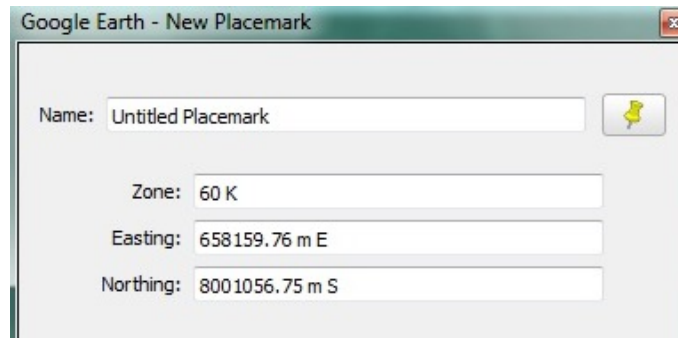 Google Earth - New Placemark
Name: Untitled Placemark
Zone: 60 K
Easting: 658159.76 m E
Northing: 8001056.75 m S